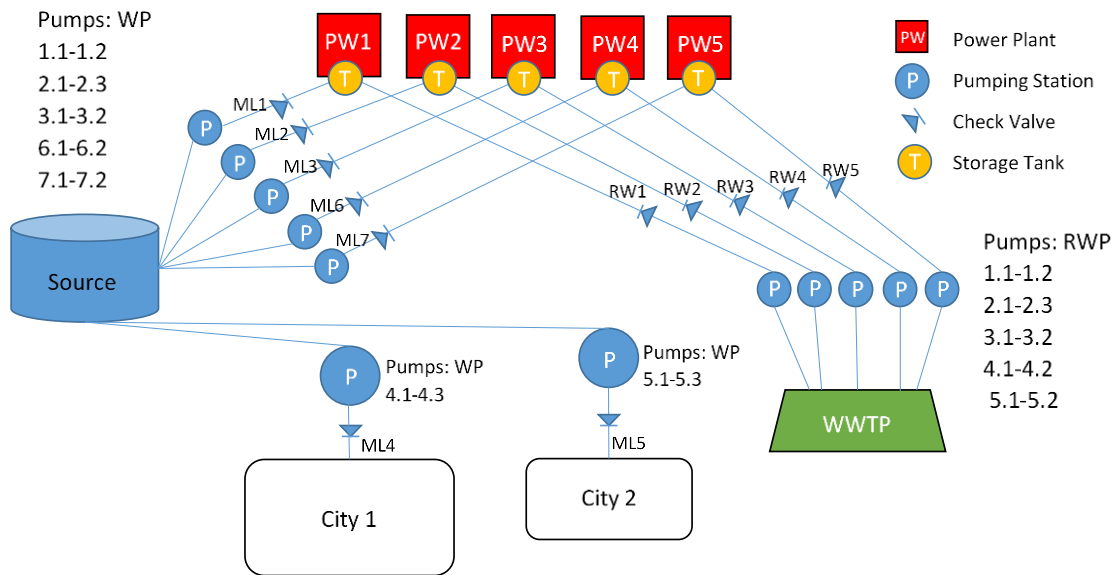 Pumps: WP
1.1-1.2
2.1-2.3
3.1-3.2
6.1-6.2
7.1-7.2
PW1
PW2
PW3
PW4
PW5
T
T
T
T
T
PW
Power Plant
P
Pumping Station
Check Valve
T
Storage Tank
ML1
P
ML2
P
ML3
P
ML6
P
ML7
P
RW1
RW2
RW3
RW4
RW5
Source
P
P
P
P
P
Pumps: RWP
1.1-1.2
2.1-2.3
3.1-3.2
4.1-4.2
5.1-5.2
WWTP
P
Pumps: WP
4.1-4.3
ML4
City 1
P
Pumps: WP
5.1-5.3
ML5
City 2